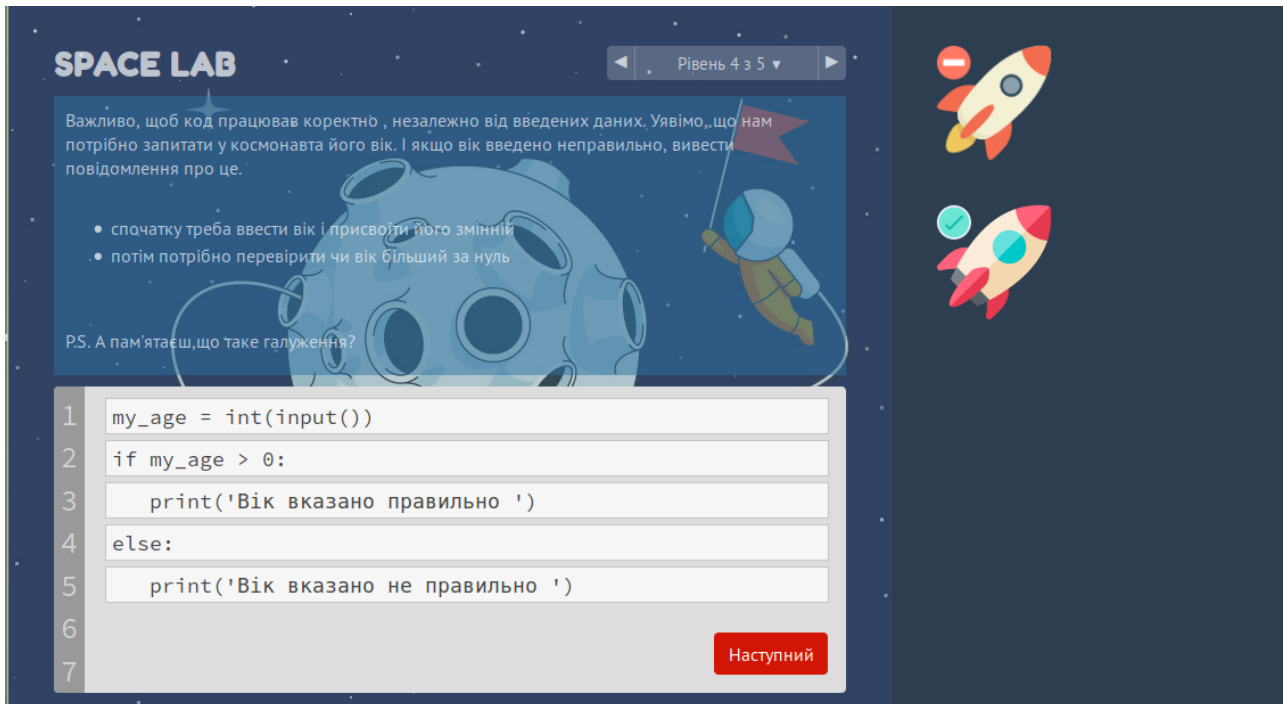 SPACE LAB
◀ Рівень 4 з 5 ▾ ▶
Важливо, щоб код працював коректно , незалежно від введених даних. Уявімо, що нам
потрібно запитати у космонавта його вік. І якщо вік введено неправильно, вивести
повідомлення про це.
• спочатку треба ввести вік і присвоїти його змінній
• потім потрібно перевірити чи вік більший за нуль
P.S. А пам'ятаєш,що таке галуження?
1 my_age = int(input())
2 if my_age > 0:
3 print('Вік вказано правильно ')
4 else:
5 print('Вік вказано не правильно ')
6
7
Наступний